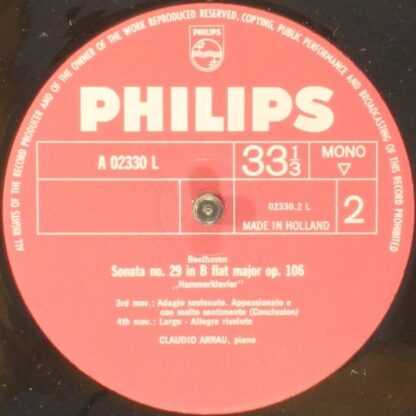 ALL RIGHTS OF THE RECORD PRODUCER AND OF THE OWNER OF THE WORK REPRODUCED RESERVED. COPYING, PUBLIC PERFORMANCE AND BROADCASTING OF THIS RECORD PROHIBITED
PHILIPS
PHILIPS
A 02330 L
33 1/3
MONO
▽
02330.2 L
MADE IN HOLLAND
2
Beethoven
Sonata no. 29 in B flat major op. 106
„Hammerklavier"
3rd mov.: Adagio sostenuto. Appassionato e
con molto sentimento (Conclusion)
4th mov.: Largo - Allegro risoluto
CLAUDIO ARRAU, piano